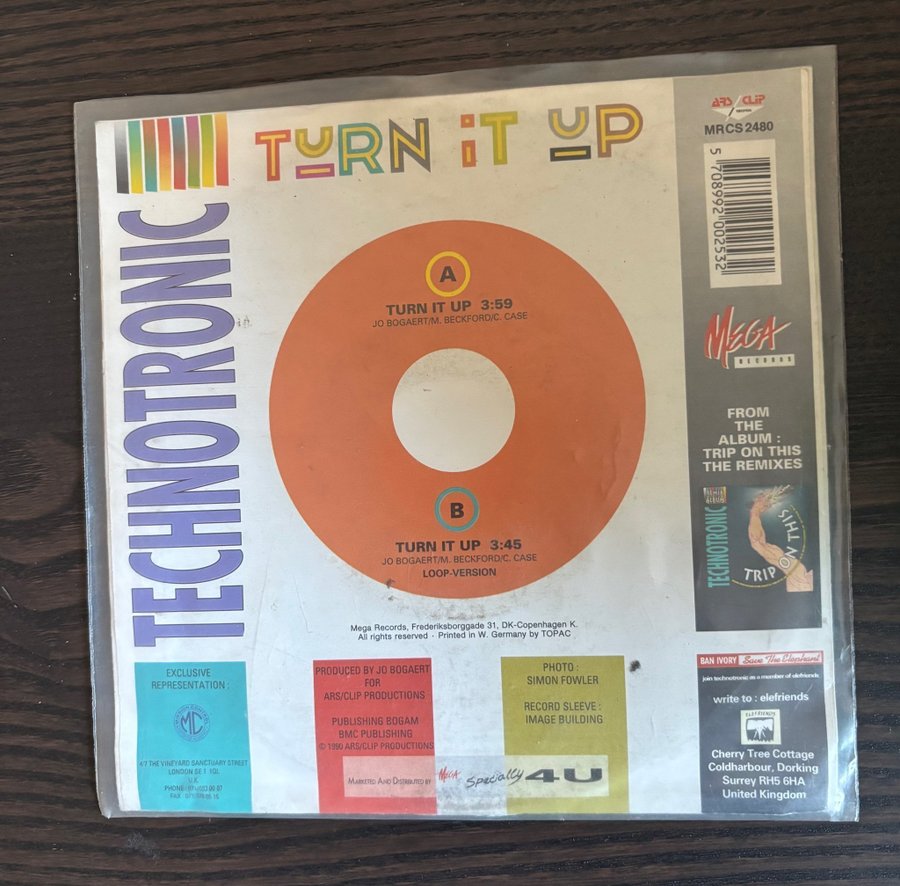 TURN IT UP
TECHNOTRONIC
A
TURN IT UP 3:59
JO BOGAERT/M. BECKFORD/C. CASE
B
TURN IT UP 3:45
JO BOGAERT/M. BECKFORD/C. CASE
LOOP-VERSION
Mega Records, Frederiksborggade 31, DK-Copenhagen K.
All rights reserved · Printed in W. Germany by TOPAC
ARS CLIP
MRCS 2480
5 708992 002532
MEGA
RECORDS
FROM
THE
ALBUM :
TRIP ON THIS
THE REMIXES
TECHNOTRONIC
TRIP ON THIS
EXCLUSIVE
REPRESENTATION :
MC
4/7 THE VINEYARD SANCTUARY STREET
LONDON SE 1 1QL
U.K.
PRODUCED BY JO BOGAERT
FOR
ARS/CLIP PRODUCTIONS
PUBLISHING BOGAM
BMC PUBLISHING
© 1990 ARS/CLIP PRODUCTIONS
PHOTO :
SIMON FOWLER
RECORD SLEEVE :
IMAGE BUILDING
MARKETED AND DISTRIBUTED BY MEGA Specially 4U
BAN IVORY Save The Elephant
join technotronic as a member of elefriends
write to : elefriends
ELEFRIENDS
Cherry Tree Cottage
Coldharbour, Dorking
Surrey RH5 6HA
United Kingdom